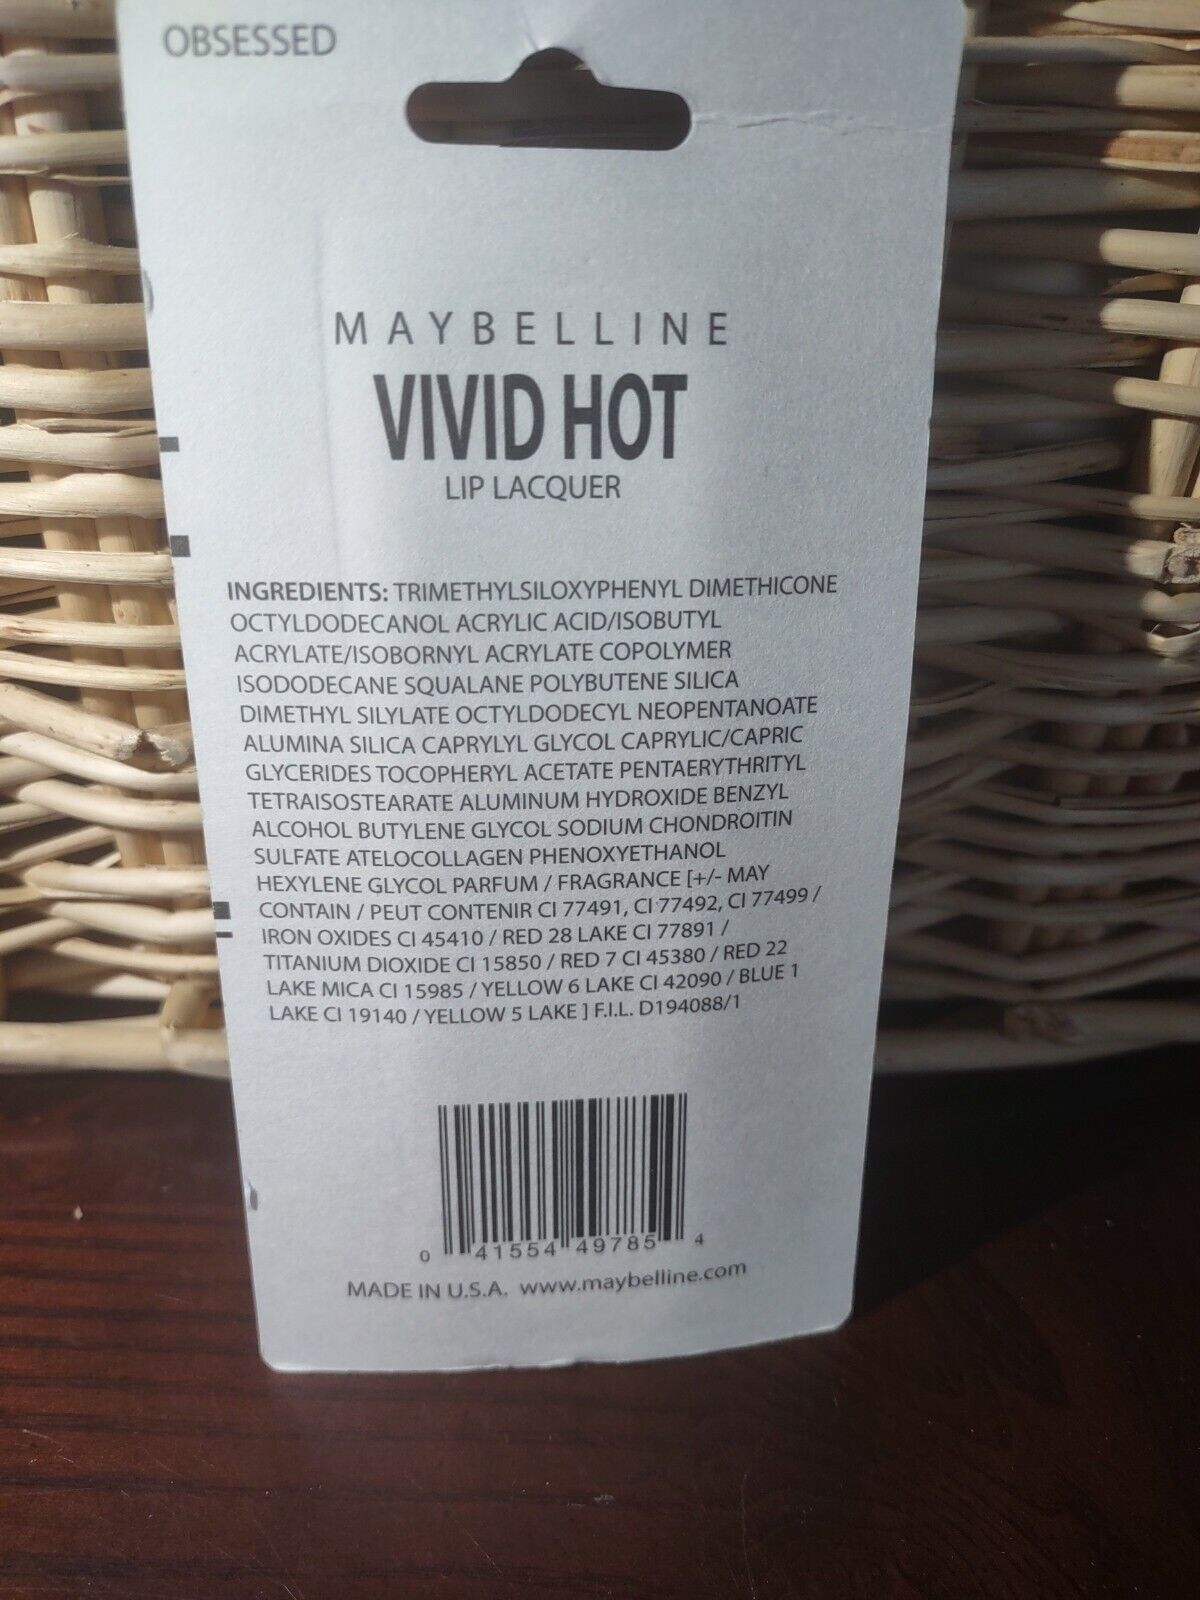 OBSESSED
MAYBELLINE
VIVID HOT
LIP LACQUER
INGREDIENTS: TRIMETHYLSILOXYPHENYL DIMETHICONE
OCTYLDODECANOL ACRYLIC ACID/ISOBUTYL
ACRYLATE/ISOBORNYL ACRYLATE COPOLYMER
ISODODECANE SQUALANE POLYBUTENE SILICA
DIMETHYL SILYLATE OCTYLDODECYL NEOPENTANOATE
ALUMINA SILICA CAPRYLYL GLYCOL CAPRYLIC/CAPRIC
GLYCERIDES TOCOPHERYL ACETATE PENTAERYTHRITYL
TETRAISOSTEARATE ALUMINUM HYDROXIDE BENZYL
ALCOHOL BUTYLENE GLYCOL SODIUM CHONDROITIN
SULFATE ATELOCOLLAGEN PHENOXYETHANOL
HEXYLENE GLYCOL PARFUM / FRAGRANCE [+/- MAY
CONTAIN / PEUT CONTENIR CI 77491, CI 77492, CI 77499 /
IRON OXIDES CI 45410 / RED 28 LAKE CI 77891 /
TITANIUM DIOXIDE CI 15850 / RED 7 CI 45380 / RED 22
LAKE MICA CI 15985 / YELLOW 6 LAKE CI 42090 / BLUE 1
LAKE CI 19140 / YELLOW 5 LAKE ] F.I.L. D194088/1
0 41554 49785 4
MADE IN U.S.A. www.maybelline.com